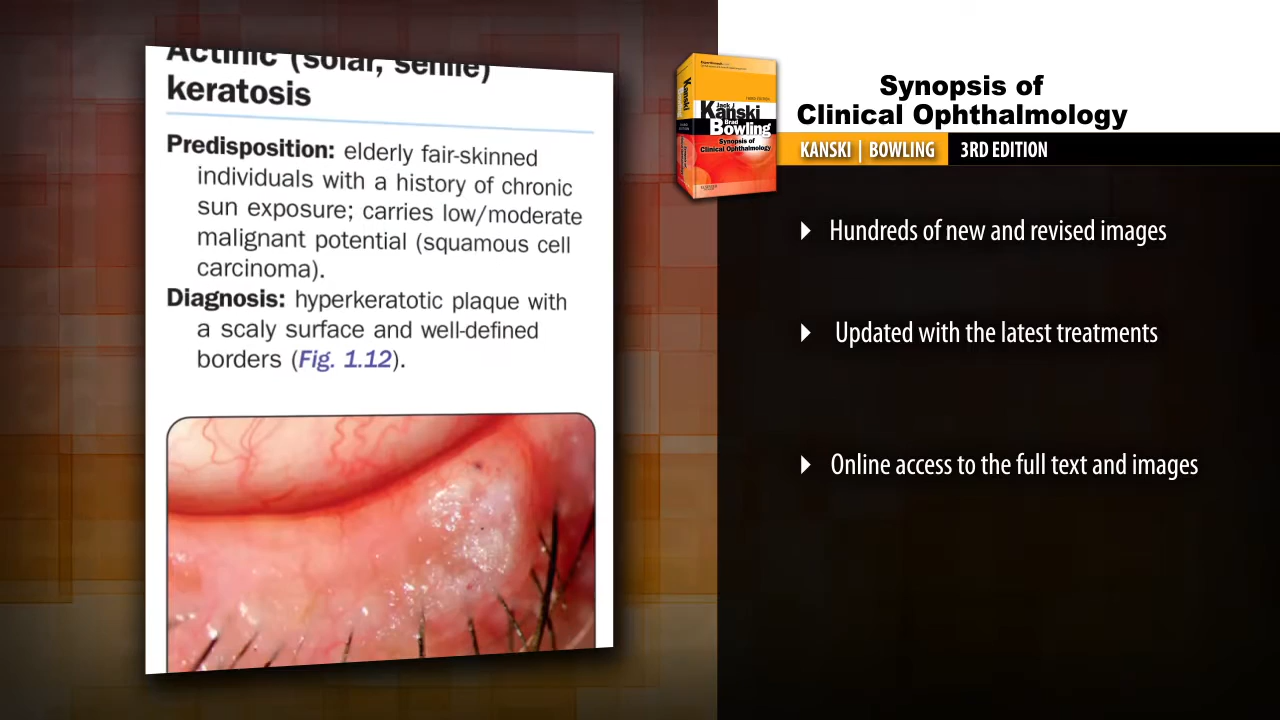 Actinic (solar, senile)
keratosis
Predisposition: elderly fair-skinned
individuals with a history of chronic
sun exposure; carries low/moderate
malignant potential (squamous cell
carcinoma).
Diagnosis: hyperkeratotic plaque with
a scaly surface and well-defined
borders (Fig. 1.12).
Kanski
Jack J
Kanski
Brad
Bowling
Synopsis of
Clinical Ophthalmology
Synopsis of
Clinical Ophthalmology
KANSKI | BOWLING
3RD EDITION
Hundreds of new and revised images
Updated with the latest treatments
Online access to the full text and images